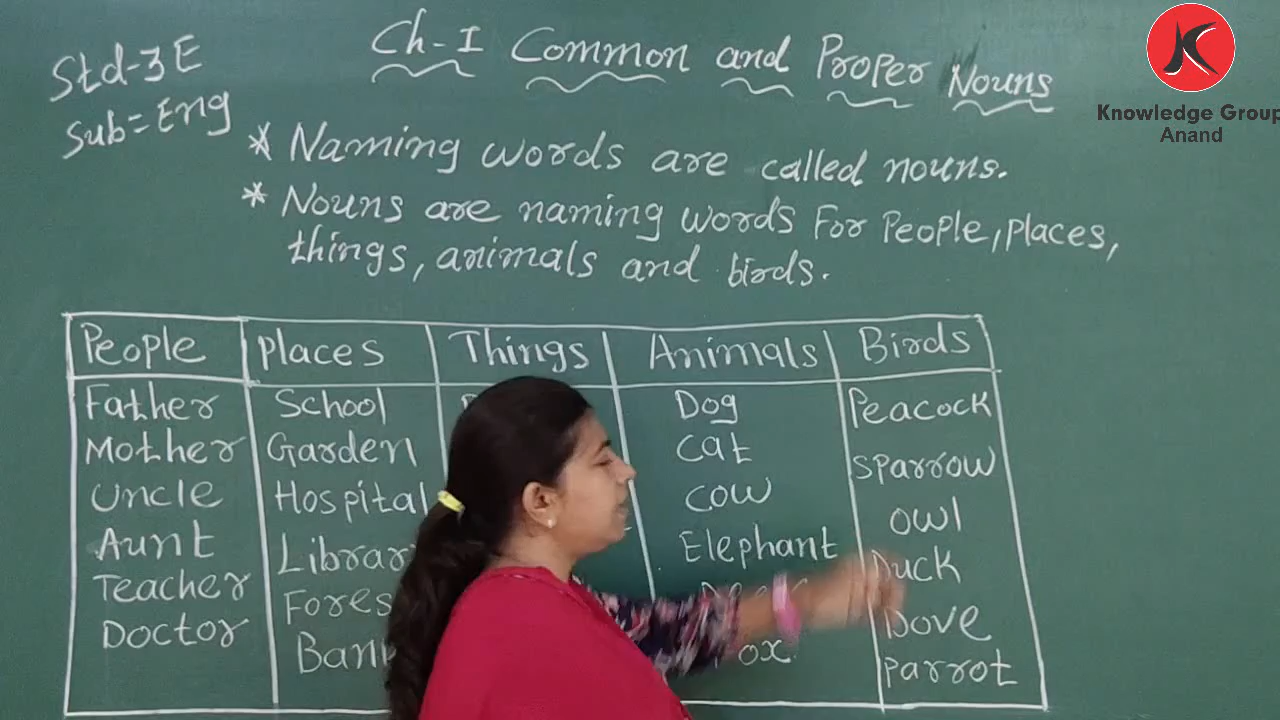 Std-3E
Sub=Eng
Ch-I Common and Proper Nouns
Knowledge Group
Anand
* Naming words are called nouns.
* Nouns are naming words for people, places,
things, animals and birds.
People Places Things Animals Birds
Father School Dog Peacock
Mother Garden Cat Sparrow
Uncle Hospital Cow Owl
Aunt Elephant Duck
Teacher Dove
Doctor Parrot